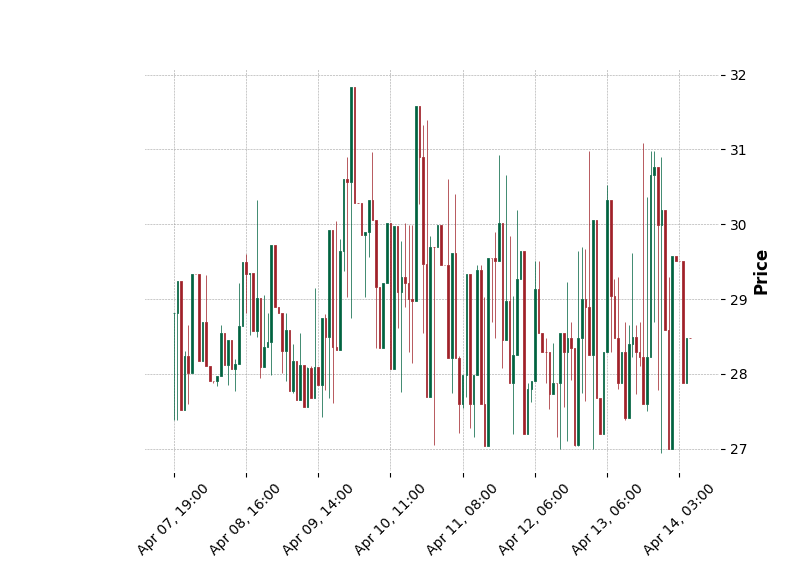 32
31
30
29
28
27
Price
Apr 07, 19:00
Apr 08, 16:00
Apr 09, 14:00
Apr 10, 11:00
Apr 11, 08:00
Apr 12, 06:00
Apr 13, 06:00
Apr 14, 03:00